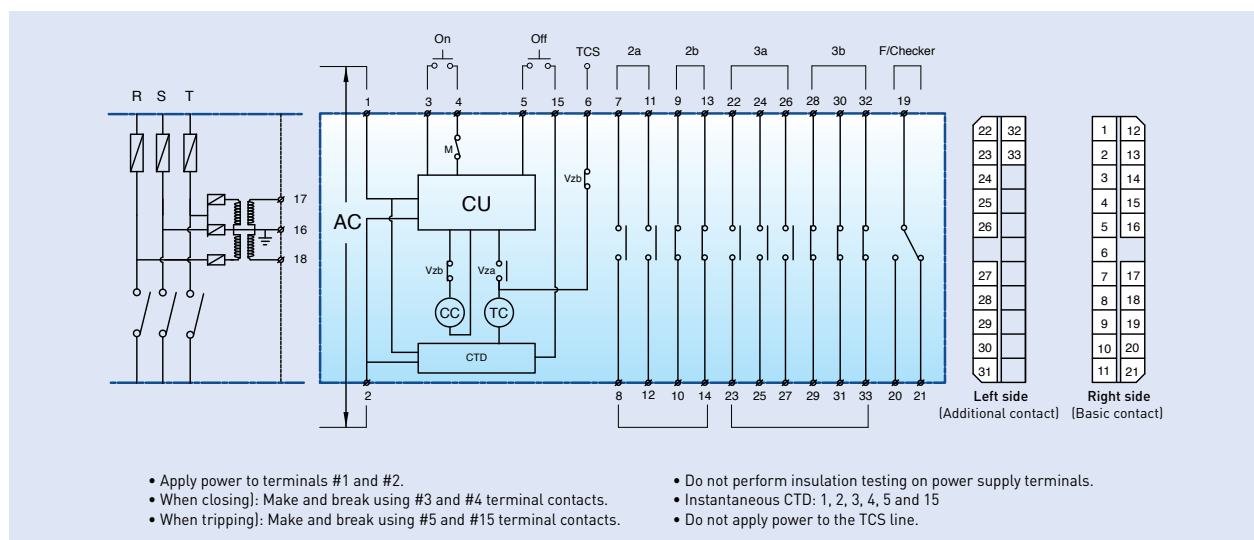 On Off TCS 2a 2b 3a 3b F/Checker
R S T
1 3 4 5 15 6 7 11 9 13 22 24 26 28 30 32 19
M
Vzb
CU
AC
17
16
18
Vzb Vza
CC TC
CTD
2 8 12 10 14 23 25 27 29 31 33 20 21
22 32
23 33
24
25
26
27
28
29
30
31
Left side
(Additional contact)
1 12
2 13
3 14
4 15
5 16
6
7 17
8 18
9 19
10 20
11 21
Right side
(Basic contact)
• Apply power to terminals #1 and #2.
• When closing): Make and break using #3 and #4 terminal contacts.
• When tripping): Make and break using #5 and #15 terminal contacts.
• Do not perform insulation testing on power supply terminals.
• Instantaneous CTD: 1, 2, 3, 4, 5 and 15
• Do not apply power to the TCS line.